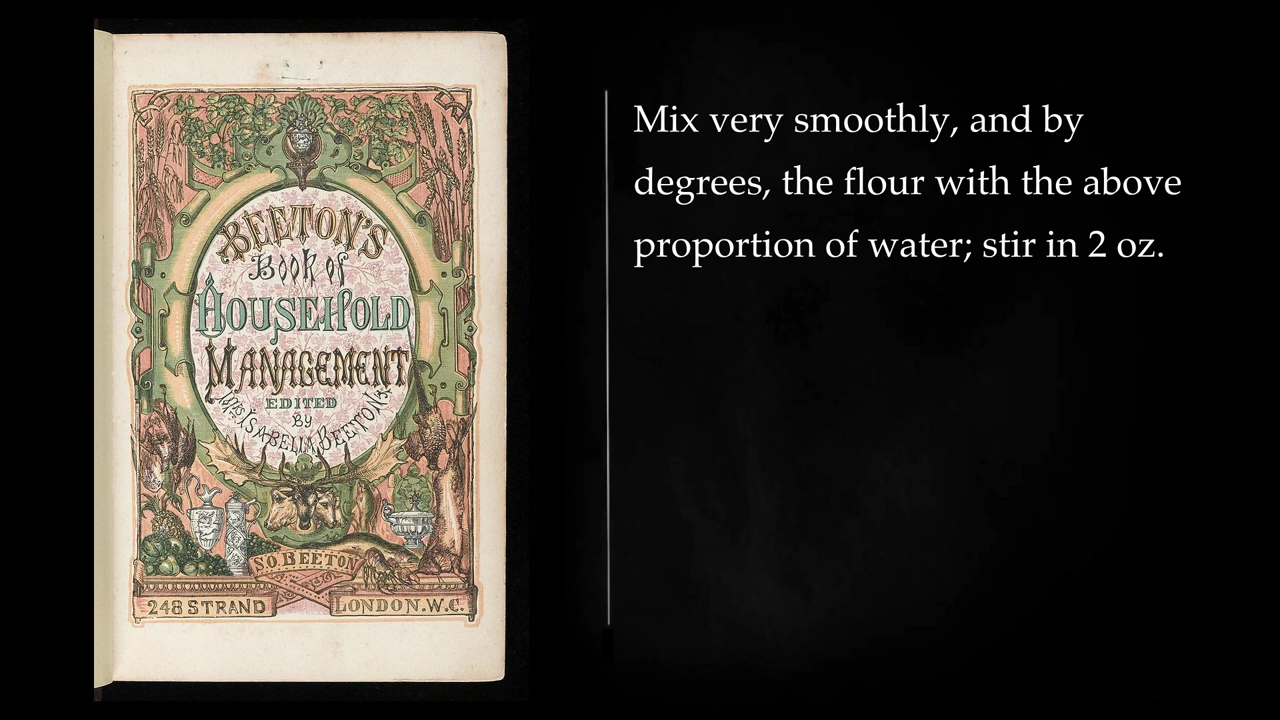 BEETON'S
Book of
HOUSEHOLD
MANAGEMENT
EDITED
BY
MRS ISABELLA BEETON
S.O. BEETON
248 STRAND
LONDON. W.C.
Mix very smoothly, and by
degrees, the flour with the above
proportion of water; stir in 2 oz.